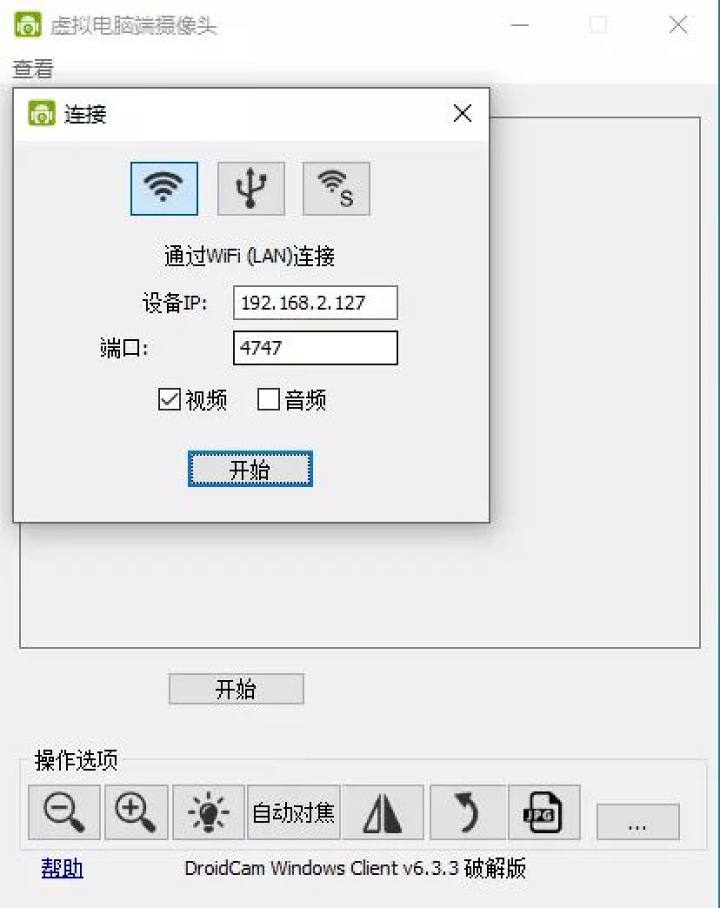 虚拟电脑端摄像头
查看
连接
S
通过WiFi (LAN)连接
设备IP: 192.168.2.127
端口: 4747
视频 音频
开始
开始
操作选项
自动对焦 JPG ...
帮助 DroidCam Windows Client v6.3.3 破解版